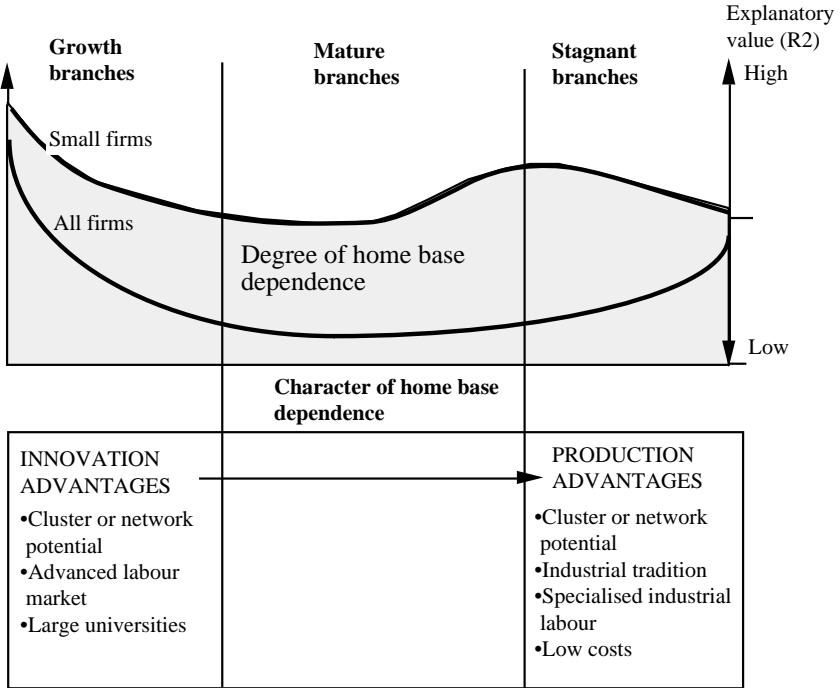 Explanatory
value (R2)
Growth
branches
Mature
branches
Stagnant
branches
High
Small firms
All firms
Degree of home base
dependence
Low
Character of home base
dependence
INNOVATION
ADVANTAGES
•Cluster or network
potential
•Advanced labour
market
•Large universities
PRODUCTION
ADVANTAGES
•Cluster or network
potential
•Industrial tradition
•Specialised industrial
labour
•Low costs